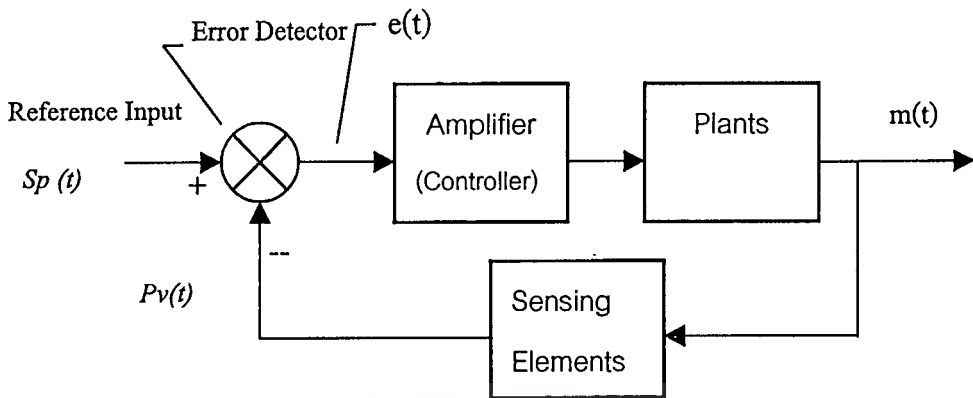 Error Detector
e(t)
Reference Input
Sp (t)
+
Amplifier
(Controller)
Plants
m(t)
--
Pv(t)
Sensing
Elements